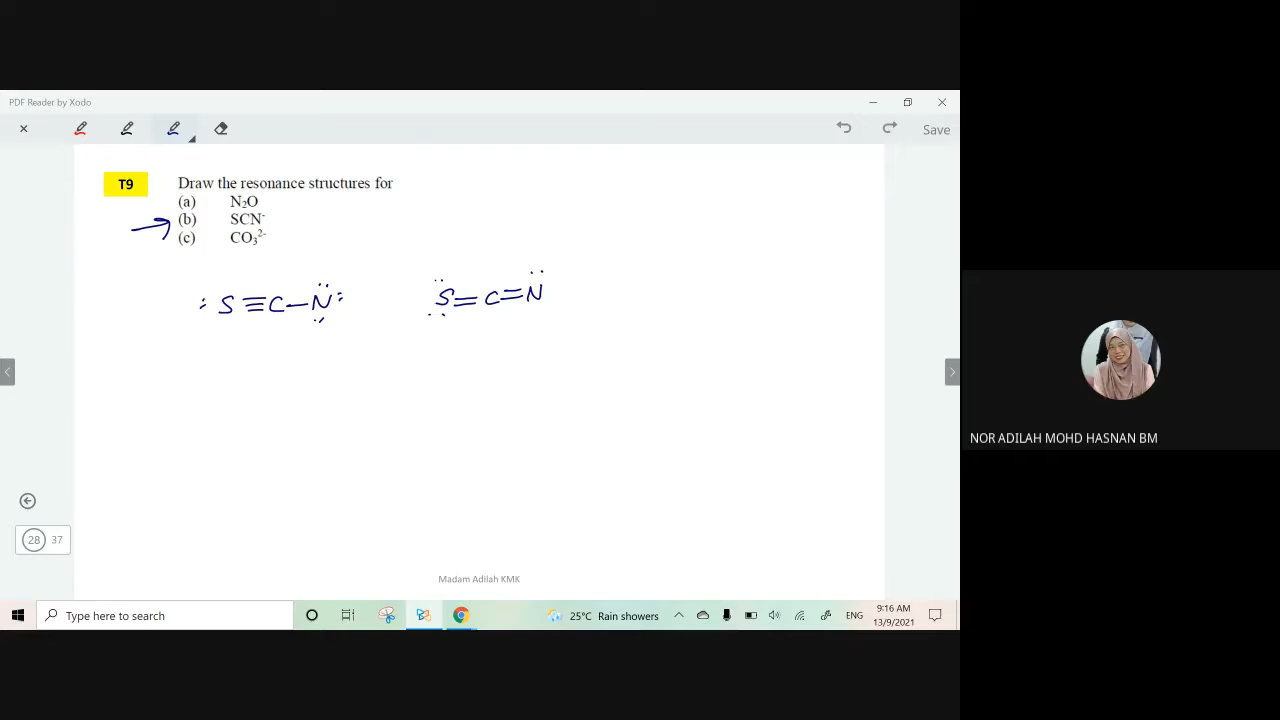 PDF Reader by Xodo
Save
T9 Draw the resonance structures for
(a) N₂O
(b) SCN⁻
(c) CO₃²⁻
:S≡C–N̈: S=C=N
28 37
Madam Adilah KMK
NOR ADILAH MOHD HASNAN BM
Type here to search
25°C Rain showers
ENG
9:16 AM
13/9/2021